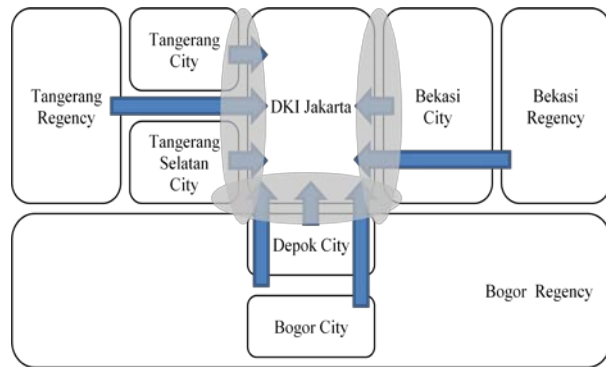 Tangerang
City
Tangerang
Regency
DKI Jakarta
Bekasi
City
Bekasi
Regency
Tangerang
Selatan
City
Depok City
Bogor Regency
Bogor City